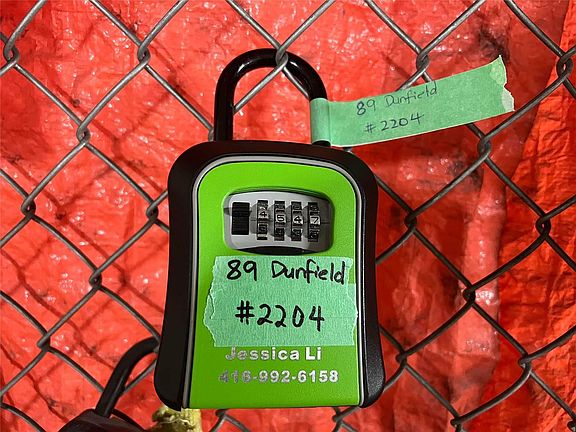 89 Dunfield
#2204
89 Dunfield
#2204
Jessica Li
416-992-6158